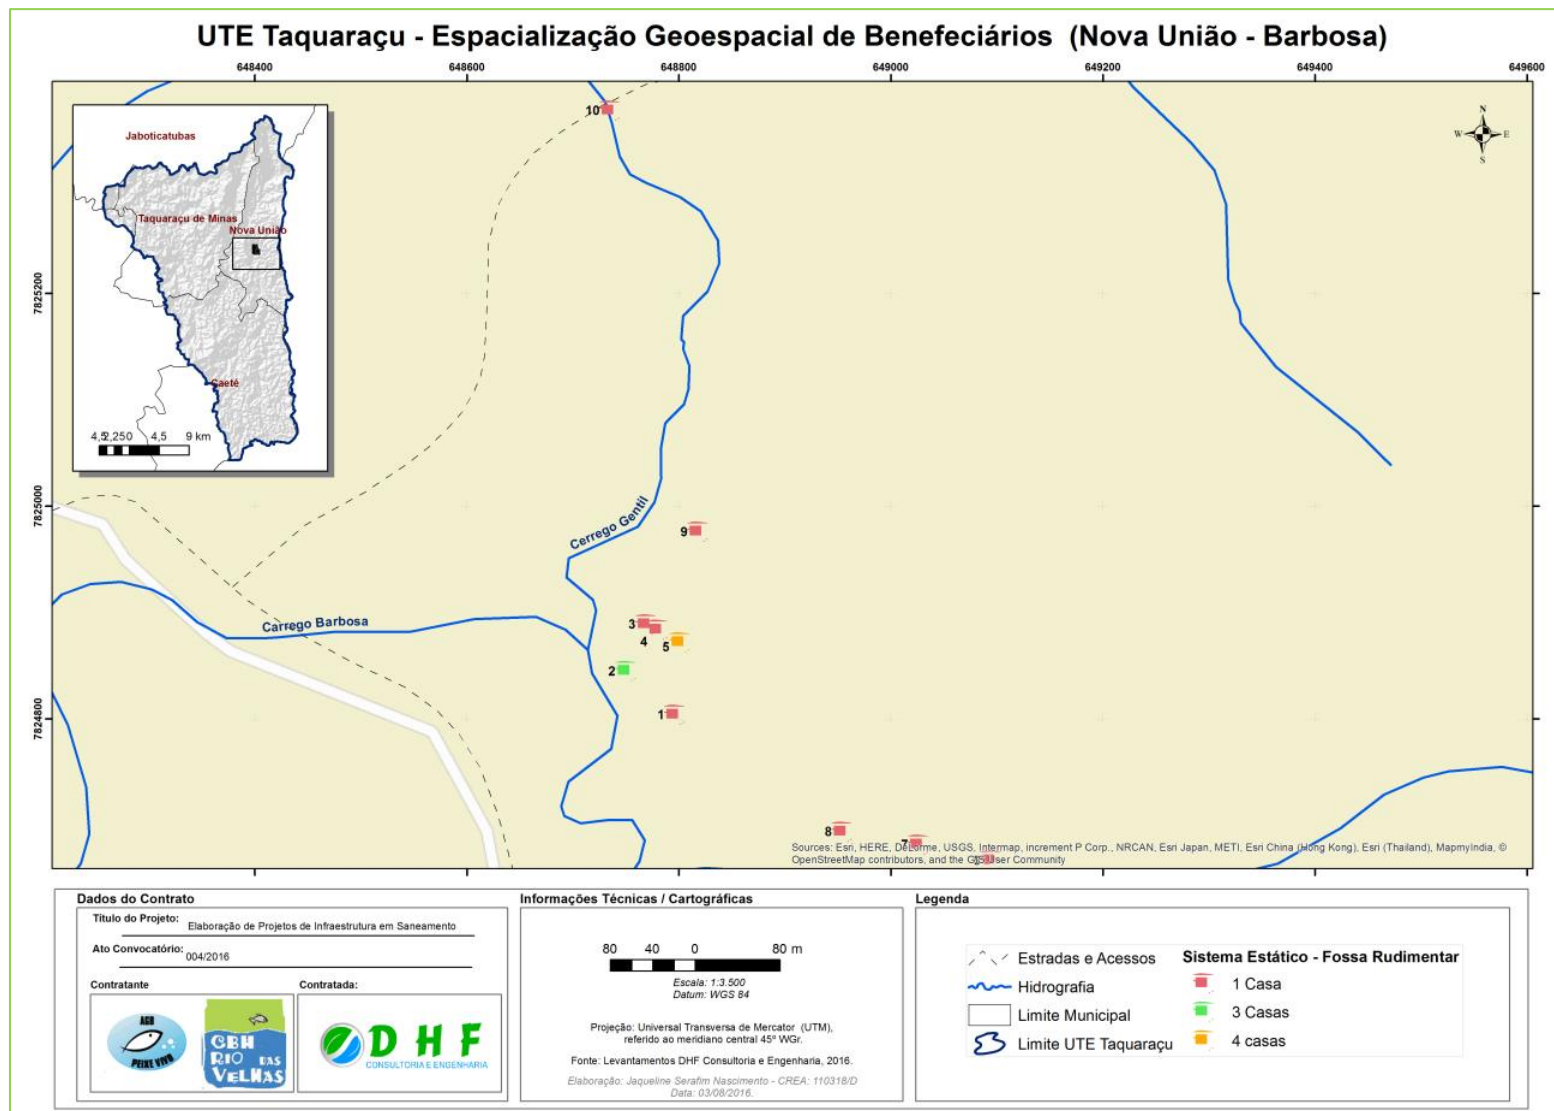 UTE Taquaraçu - Espacialização Geoespacial de Benefeciários (Nova União - Barbosa)
648400 648600 648800 649000 649200 649400 649600
7825200
7825000
7824800
Jaboticatubas
Taquaraçu de Minas
Nova União
Caeté
4,5 2,25 0 4,5 9 km
N
W E
S
10
Cerrego Gentil
9
Carrego Barbosa
3
4
5
2
1
8
7
Sources: Esri, HERE, DeLorme, USGS, Intermap, increment P Corp., NRCAN, Esri Japan, METI, Esri China (Hong Kong), Esri (Thailand), MapmyIndia, ©
OpenStreetMap contributors, and the GIS User Community
Dados do Contrato
Título do Projeto: Elaboração de Projetos de Infraestrutura em Saneamento
Ato Convocatório: 004/2016
Contratante
Contratada:
AGB
PEIXE VIVO
CBH
RIO DAS
VELHAS
DHF
CONSULTORIA E ENGENHARIA
Informações Técnicas / Cartográficas
80 40 0 80 m
Escala: 1:3.500
Datum: WGS 84
Projeção: Universal Transversa de Mercator (UTM),
referido ao meridiano central 45º WGr.
Fonte: Levantamentos DHF Consultoria e Engenharia, 2016.
Elaboração: Jaqueline Serafim Nascimento - CREA: 110318/D
Data: 03/08/2016.
Legenda
Estradas e Acessos
Hidrografia
Limite Municipal
Limite UTE Taquaraçu
Sistema Estático - Fossa Rudimentar
1 Casa
3 Casas
4 casas